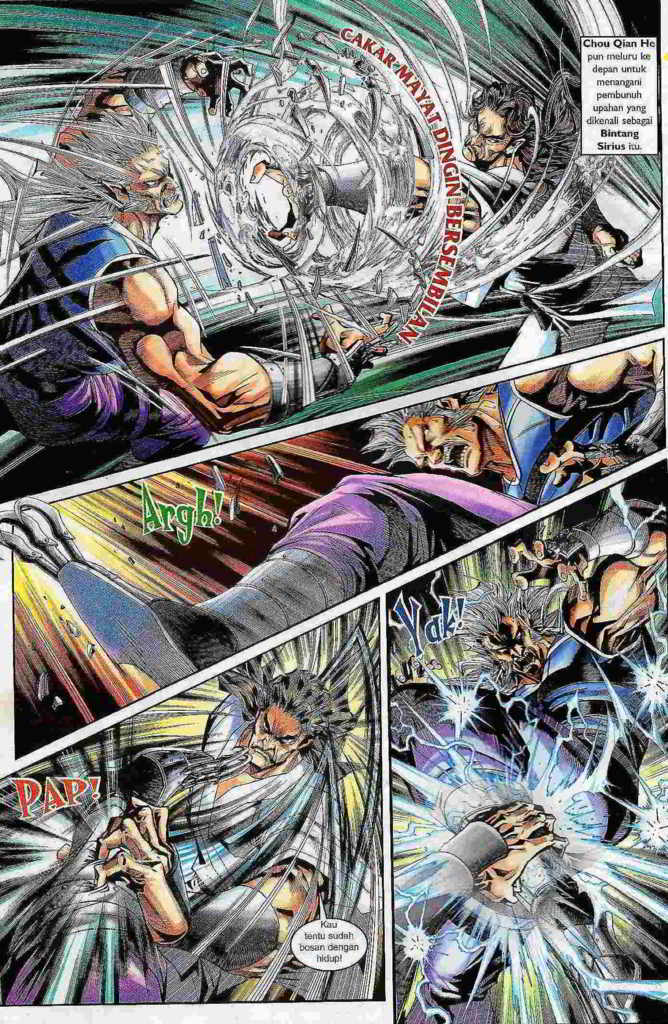 Chou Qian He
pun meluru ke
depan untuk
menangani
pembunuh
upahan yang
dikenali sebagai
Bintang
Sirius itu.
CAKAR MAYAT DINGIN BERSEMBILAN
Argh!
Yak!
PAP!
Kau
tentu sudah
bosan dengan
hidup!